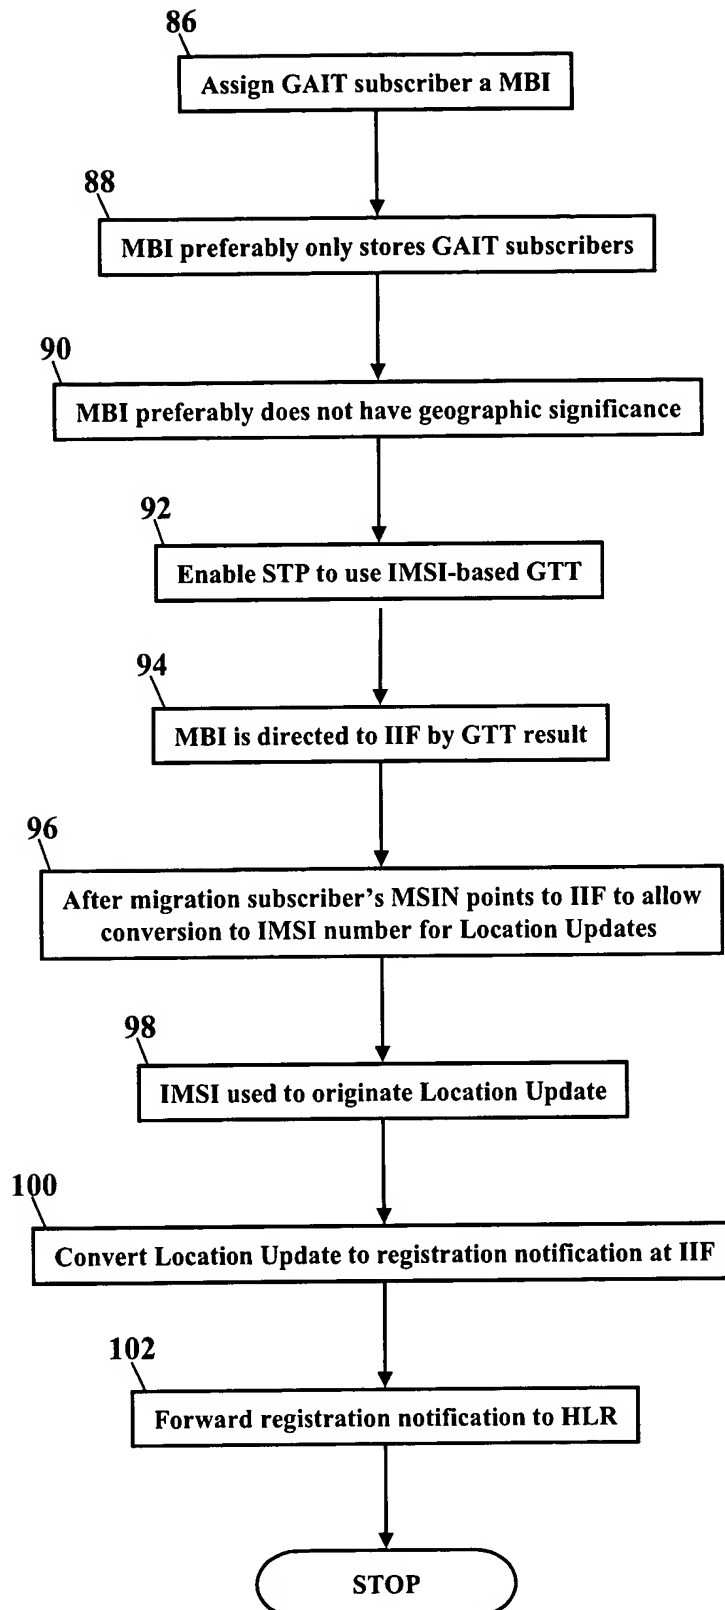 86
Assign GAIT subscriber a MBI
88
MBI preferably only stores GAIT subscribers
90
MBI preferably does not have geographic significance
92
Enable STP to use IMSI-based GTT
94
MBI is directed to IIF by GTT result
96
After migration subscriber's MSIN points to IIF to allow
conversion to IMSI number for Location Updates
98
IMSI used to originate Location Update
100
Convert Location Update to registration notification at IIF
102
Forward registration notification to HLR
STOP